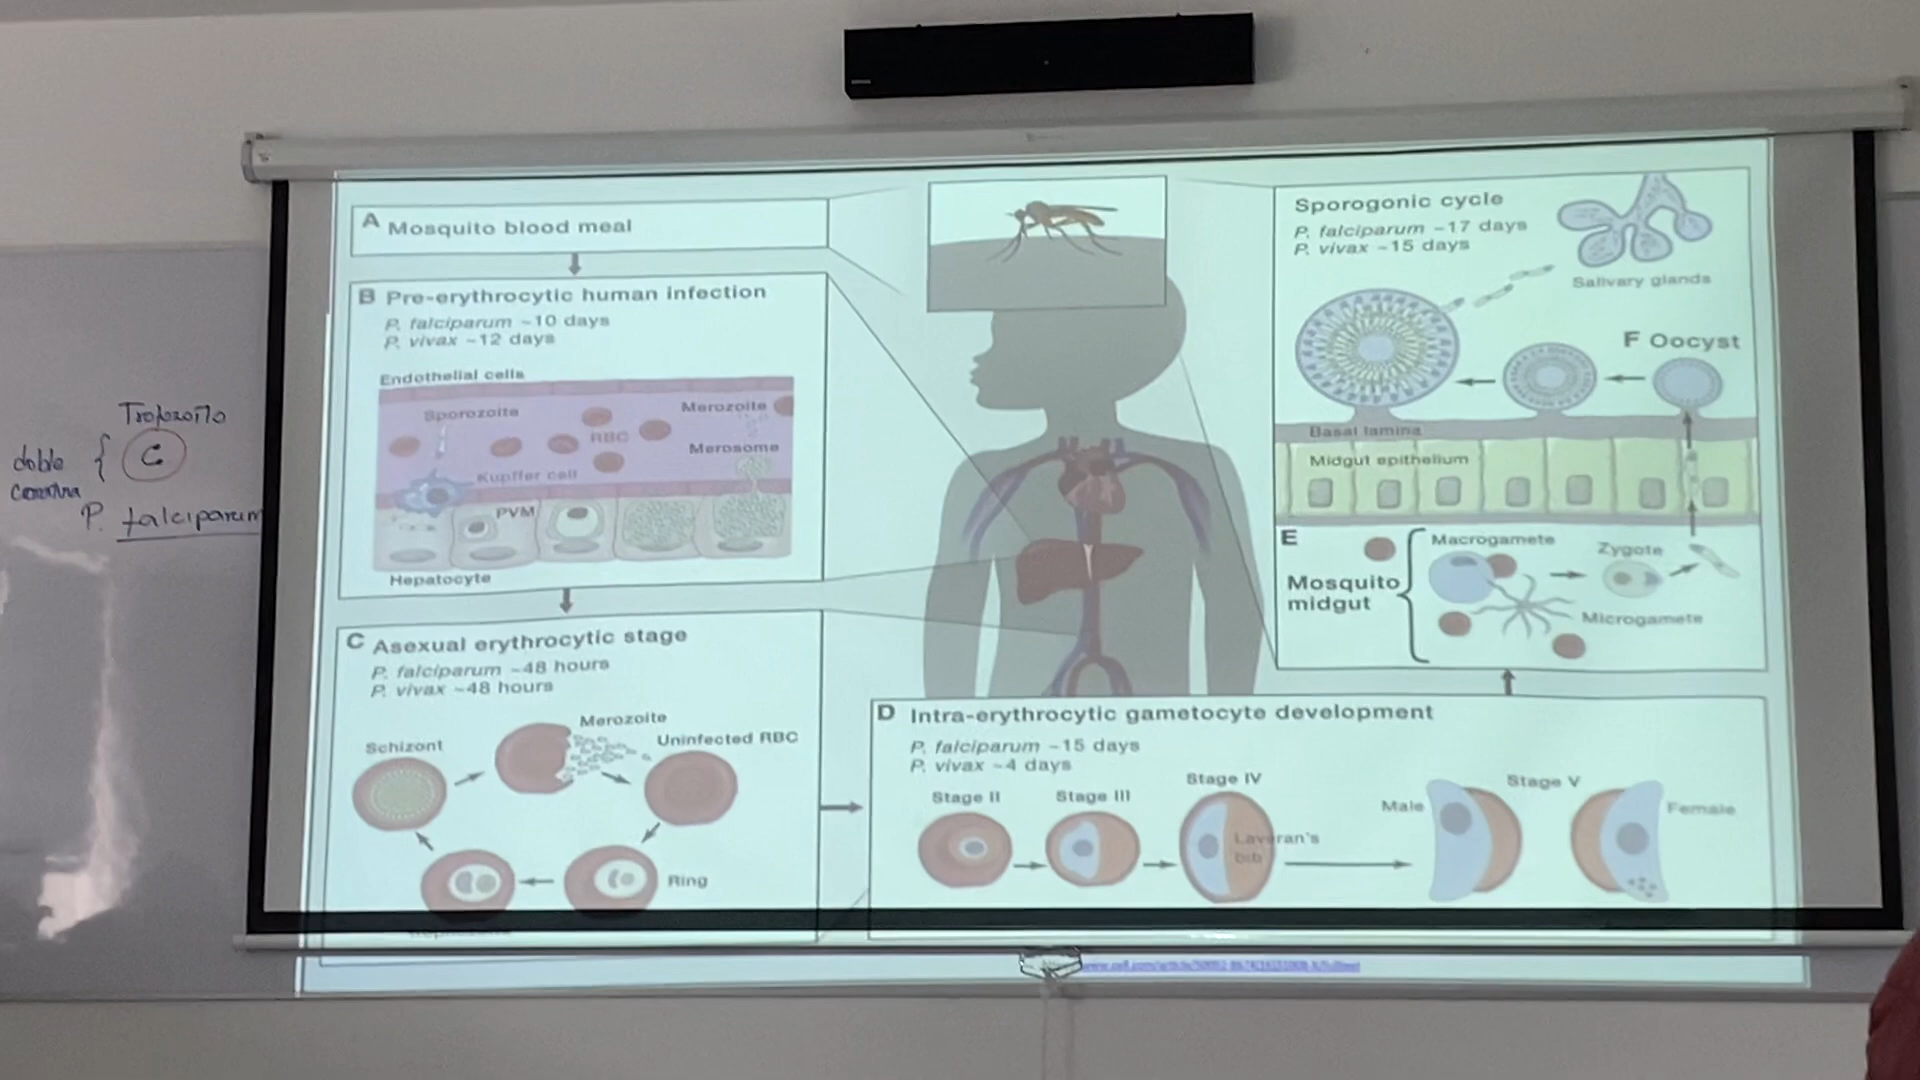 Trofozoito
doble
C
P. falciparum
A Mosquito blood meal
B Pre-erythrocytic human infection
P. falciparum ~10 days
P. vivax ~12 days
Endothelial cells
Sporozoite
Merozoite
RBC
Merosome
Kupffer cell
PVM
Hepatocyte
C Asexual erythrocytic stage
P. falciparum ~48 hours
P. vivax ~48 hours
Merozoite
Schizont
Uninfected RBC
Ring
D Intra-erythrocytic gametocyte development
P. falciparum ~15 days
P. vivax ~4 days
Stage II
Stage III
Stage IV
Stage V
Male
Female
Laveran's
bib
Sporogonic cycle
P. falciparum ~17 days
P. vivax ~15 days
Salivary glands
F Oocyst
Basal lamina
Midgut epithelium
E
Mosquito
midgut
Macrogamete
Zygote
Microgamete